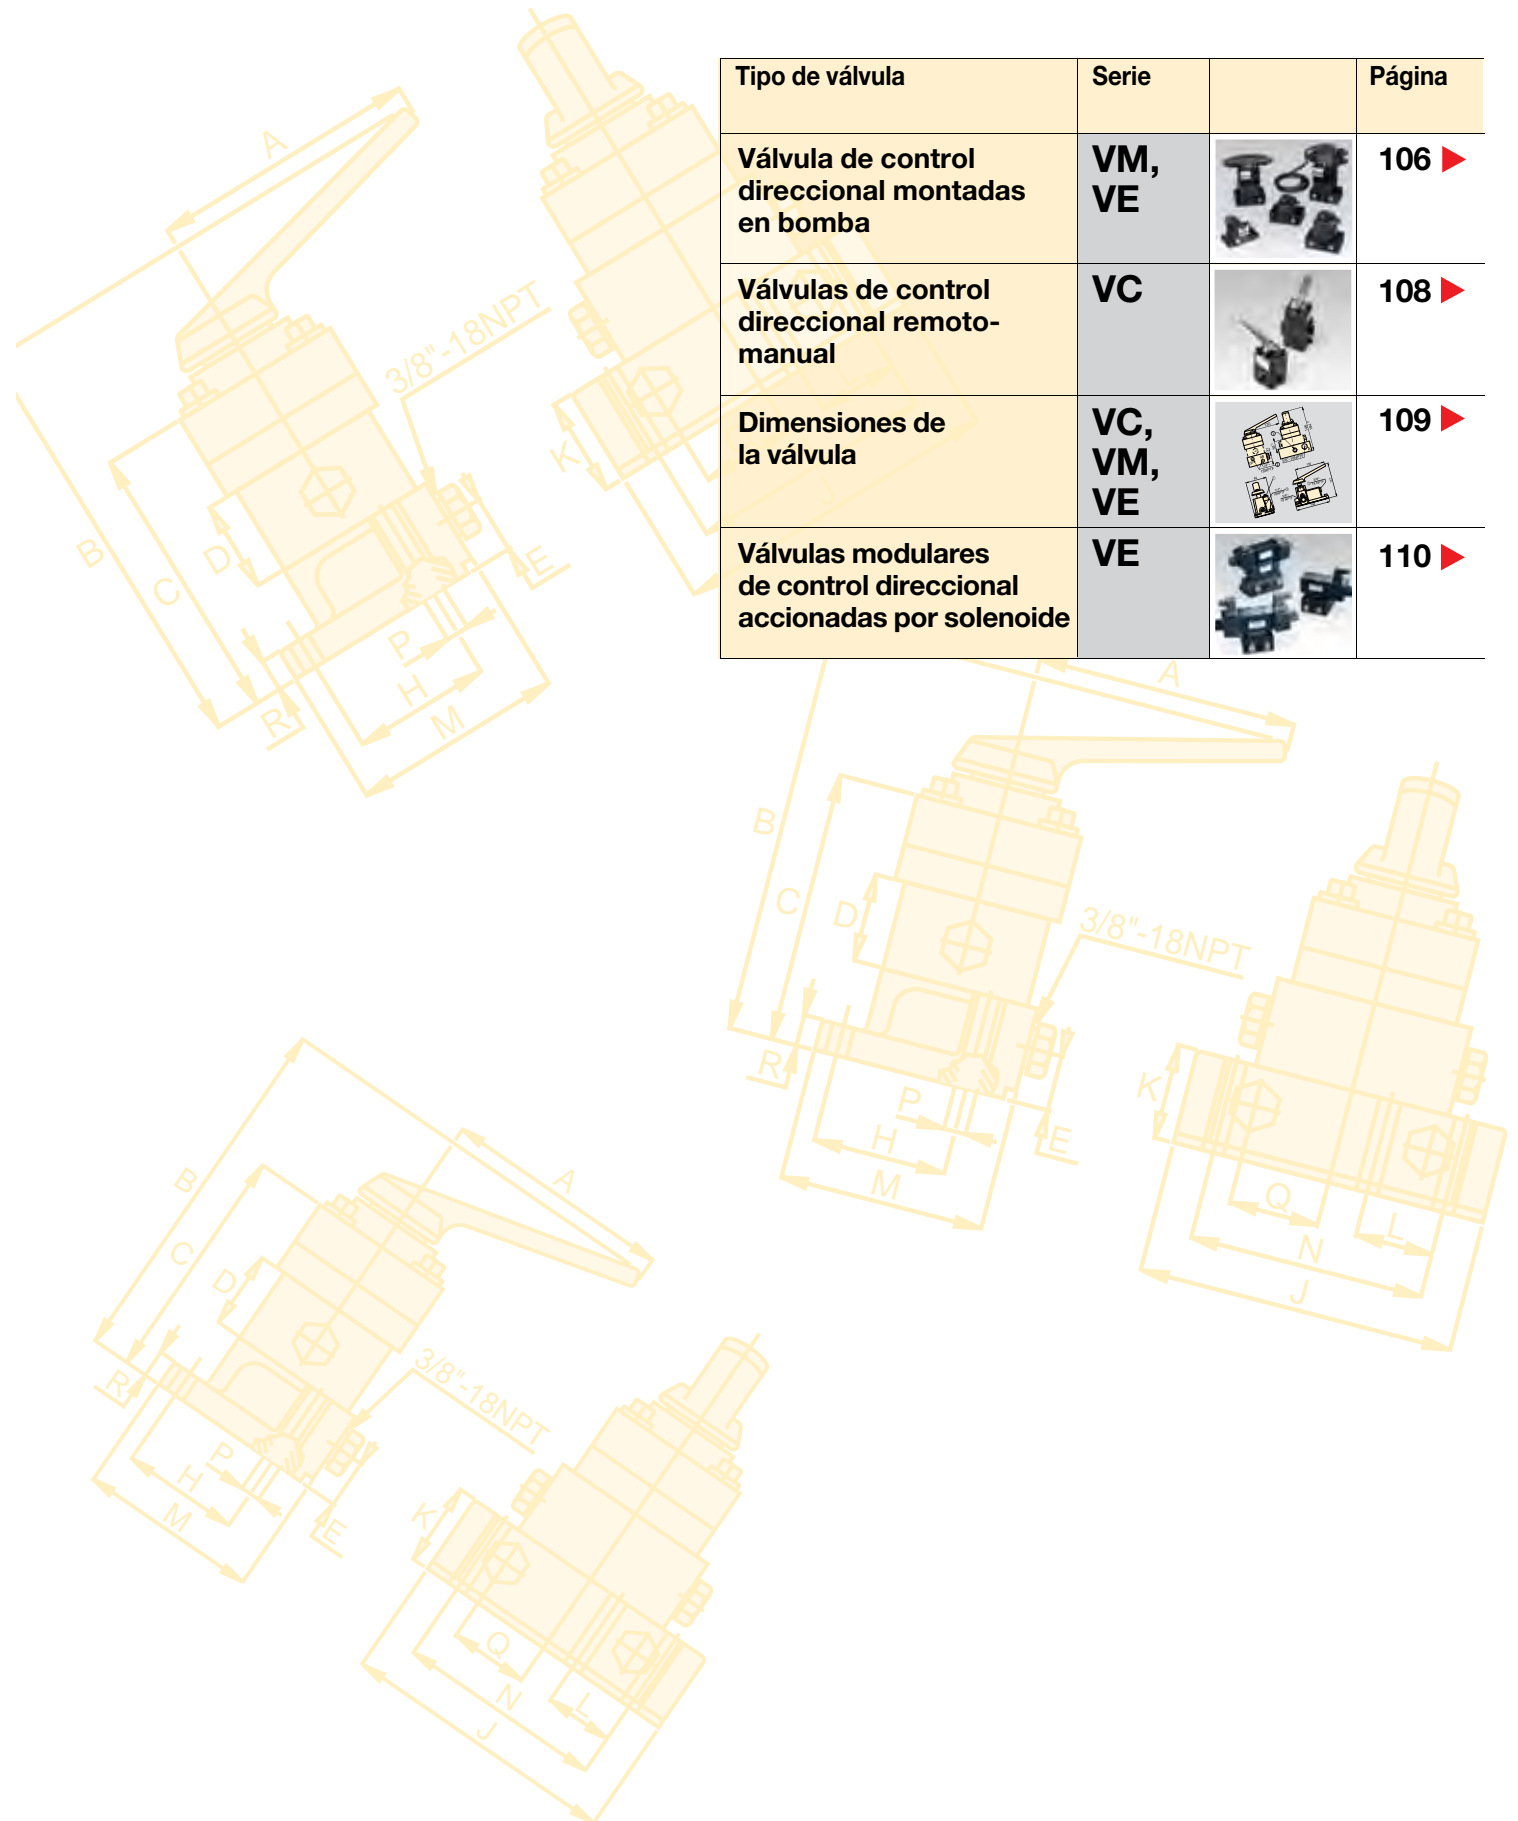 Tipo de válvula
Serie
Página
Válvula de control
direccional montadas
en bomba
VM,
VE
106
Válvulas de control
direccional remoto-
manual
VC
108
Dimensiones de
la válvula
VC,
VM,
VE
109
Válvulas modulares
de control direccional
accionadas por solenoide
VE
110
A
B
C
D
3/8"-18NPT
E
P
H
M
R
K
A
B
C
D
3/8"-18NPT
R
P
H
M
E
K
Q
N
L
J
A
B
C
D
R
3/8"-18NPT
P
H
M
E
K
Q
N
L
J